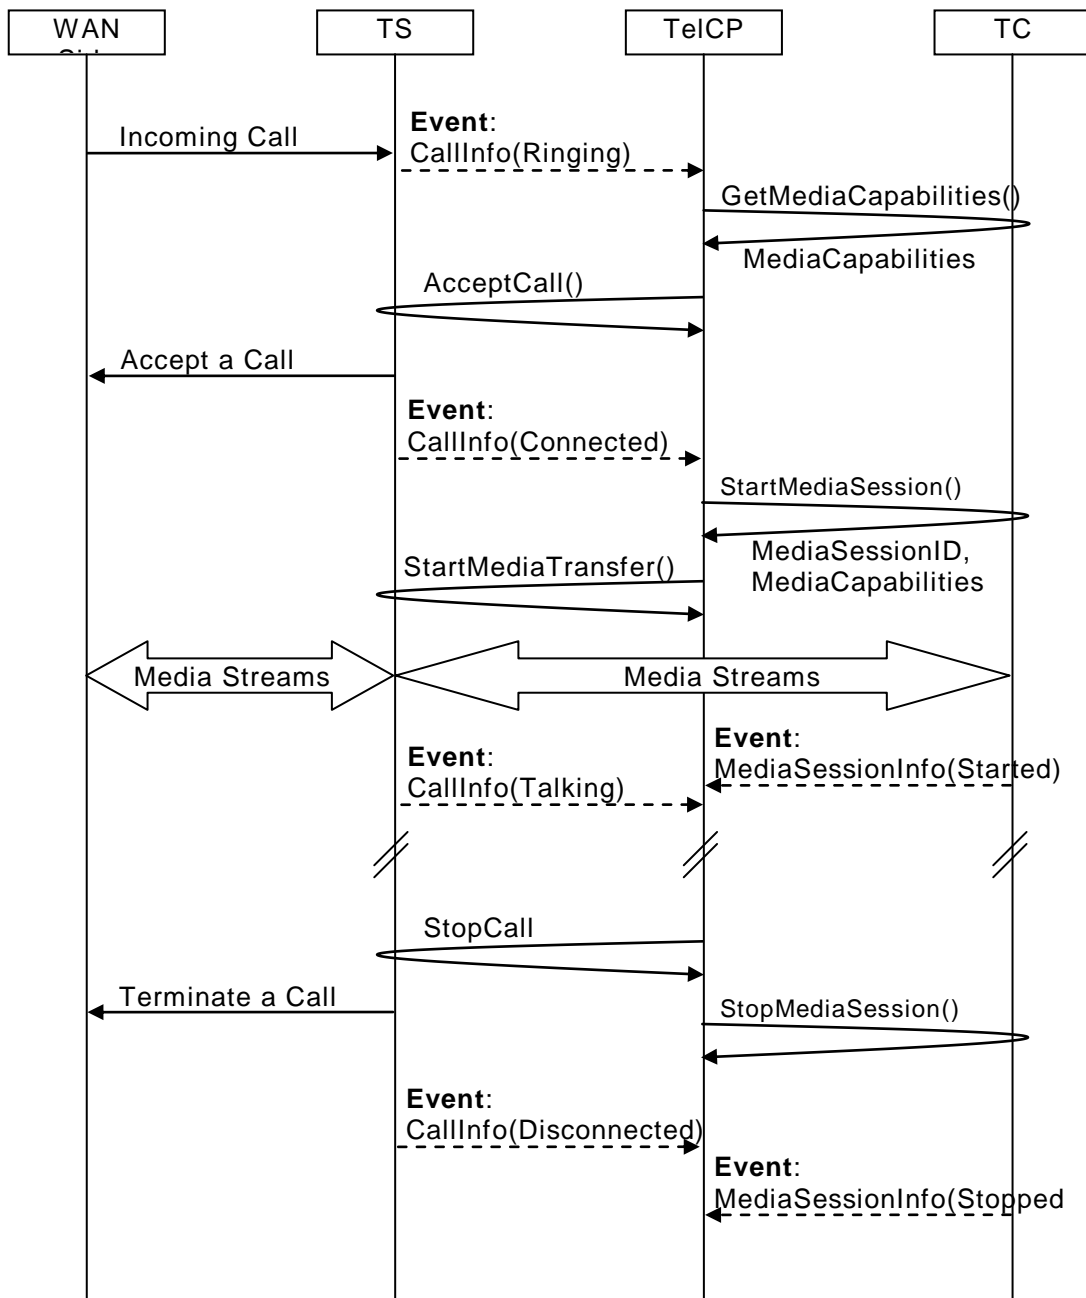 WAN
TS
TelCP
TC
Incoming Call
Event:
CallInfo(Ringing)
GetMediaCapabilities()
MediaCapabilities
AcceptCall()
Accept a Call
Event:
CallInfo(Connected)
StartMediaSession()
MediaSessionID,
MediaCapabilities
StartMediaTransfer()
Media Streams
Media Streams
Event:
CallInfo(Talking)
Event:
MediaSessionInfo(Started)
StopCall
Terminate a Call
StopMediaSession()
Event:
CallInfo(Disconnected)
Event:
MediaSessionInfo(Stopped